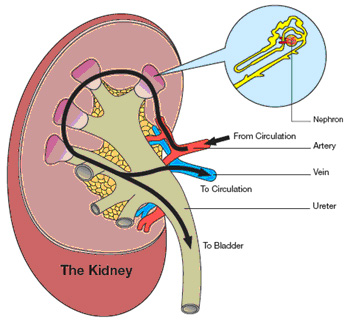 Nephron
From Circulation
Artery
Vein
To Circulation
Ureter
To Bladder
The Kidney